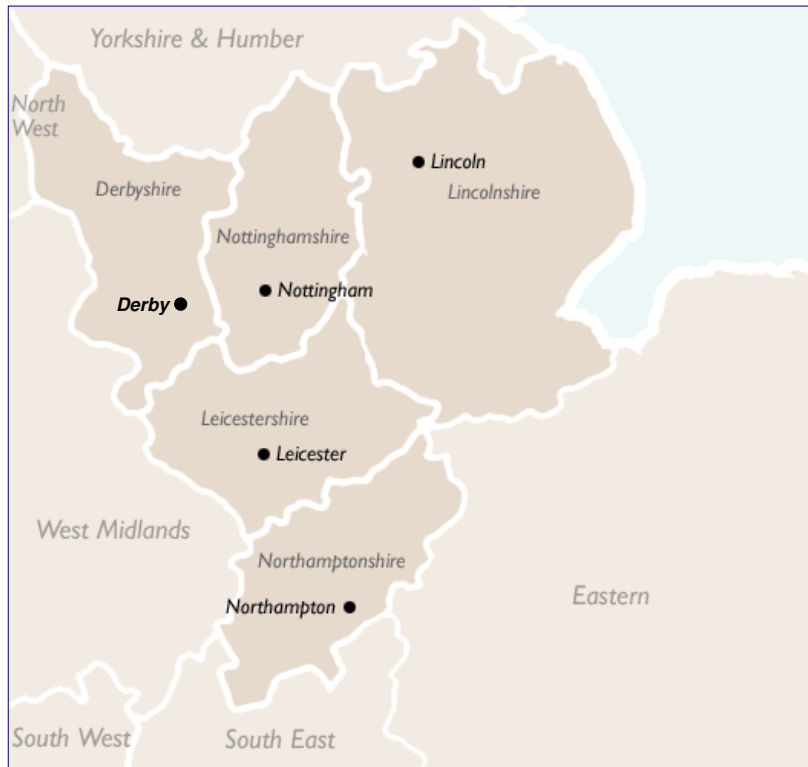 Yorkshire & Humber
North
West
Lincoln
Derbyshire
Lincolnshire
Nottinghamshire
Nottingham
Derby
Leicestershire
Leicester
West Midlands
Northamptonshire
Eastern
Northampton
South West
South East